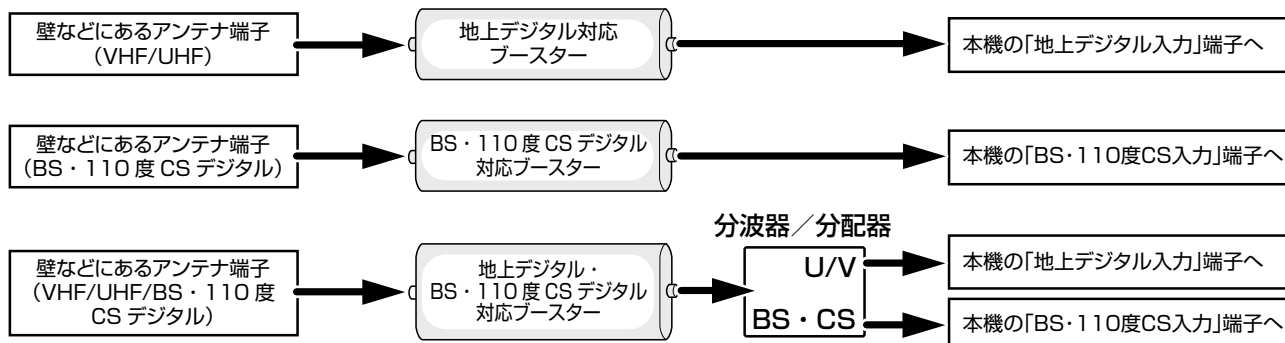 壁などにあるアンテナ端子
(VHF/UHF)
地上デジタル対応
ブースター
本機の「地上デジタル入力」端子へ
壁などにあるアンテナ端子
(BS・110度CSデジタル)
BS・110度CSデジタル
対応ブースター
本機の「BS・110度CS入力」端子へ
壁などにあるアンテナ端子
(VHF/UHF/BS・110度
CSデジタル)
地上デジタル・
BS・110度CSデジタル
対応ブースター
分波器／分配器
U/V
BS・CS
本機の「地上デジタル入力」端子へ
本機の「BS・110度CS入力」端子へ